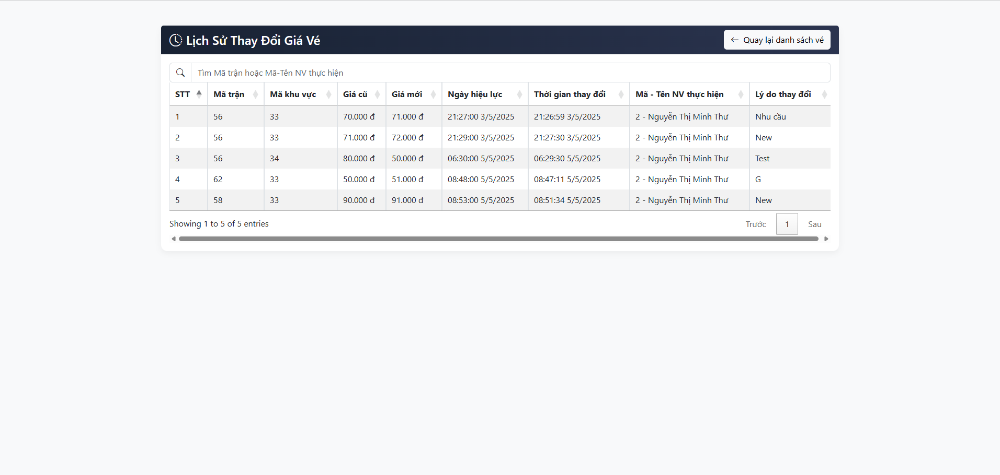 Lịch Sử Thay Đổi Giá Vé
Quay lại danh sách vé
Tìm Mã trận hoặc Mã-Tên NV thực hiện
STT Mã trận Mã khu vực Giá cũ Giá mới Ngày hiệu lực Thời gian thay đổi Mã - Tên NV thực hiện Lý do thay đổi
1 56 33 70.000 đ 71.000 đ 21:27:00 3/5/2025 21:26:59 3/5/2025 2 - Nguyễn Thị Minh Thư Nhu cầu
2 56 33 71.000 đ 72.000 đ 21:29:00 3/5/2025 21:27:30 3/5/2025 2 - Nguyễn Thị Minh Thư New
3 56 34 80.000 đ 50.000 đ 06:30:00 5/5/2025 06:29:30 5/5/2025 2 - Nguyễn Thị Minh Thư Test
4 62 33 50.000 đ 51.000 đ 08:48:00 5/5/2025 08:47:11 5/5/2025 2 - Nguyễn Thị Minh Thư G
5 58 33 90.000 đ 91.000 đ 08:53:00 5/5/2025 08:51:34 5/5/2025 2 - Nguyễn Thị Minh Thư New
Showing 1 to 5 of 5 entries
Trước 1 Sau